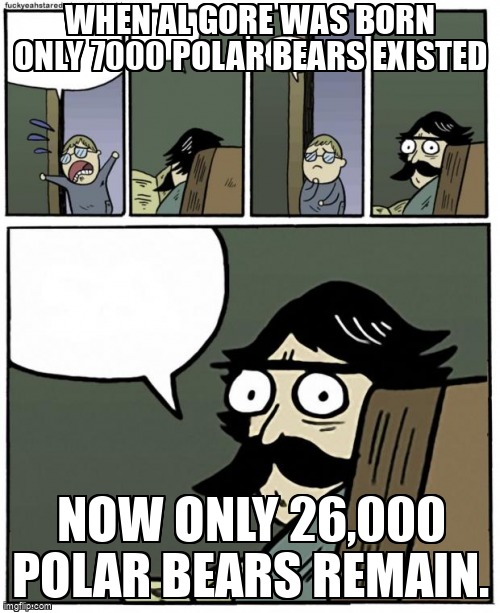 fuckyeahstared
WHEN AL GORE WAS BORN
ONLY 7000 POLAR BEARS EXISTED
NOW ONLY 26,000
POLAR BEARS REMAIN.
imgflip.com